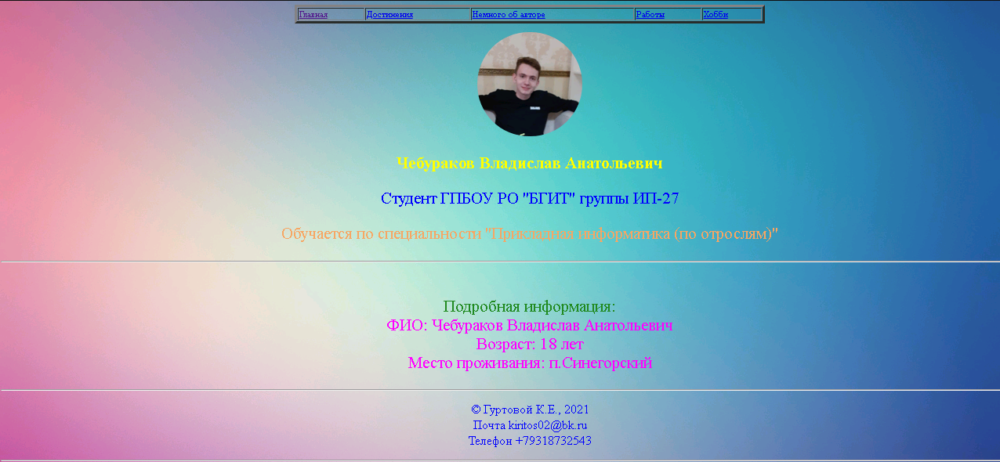 Главная Достижения Немного об авторе Работы Хобби
Чебураков Владислав Анатольевич
Студент ГПБОУ РО "БГИТ" группы ИП-27
Обучается по специальности "Прикладная информатика (по отрослям)"
Подробная информация:
ФИО: Чебураков Владислав Анатольевич
Возраст: 18 лет
Место проживания: п.Синегорский
© Гуртовой К.Е., 2021
Почта kiritos02@bk.ru
Телефон +79318732543